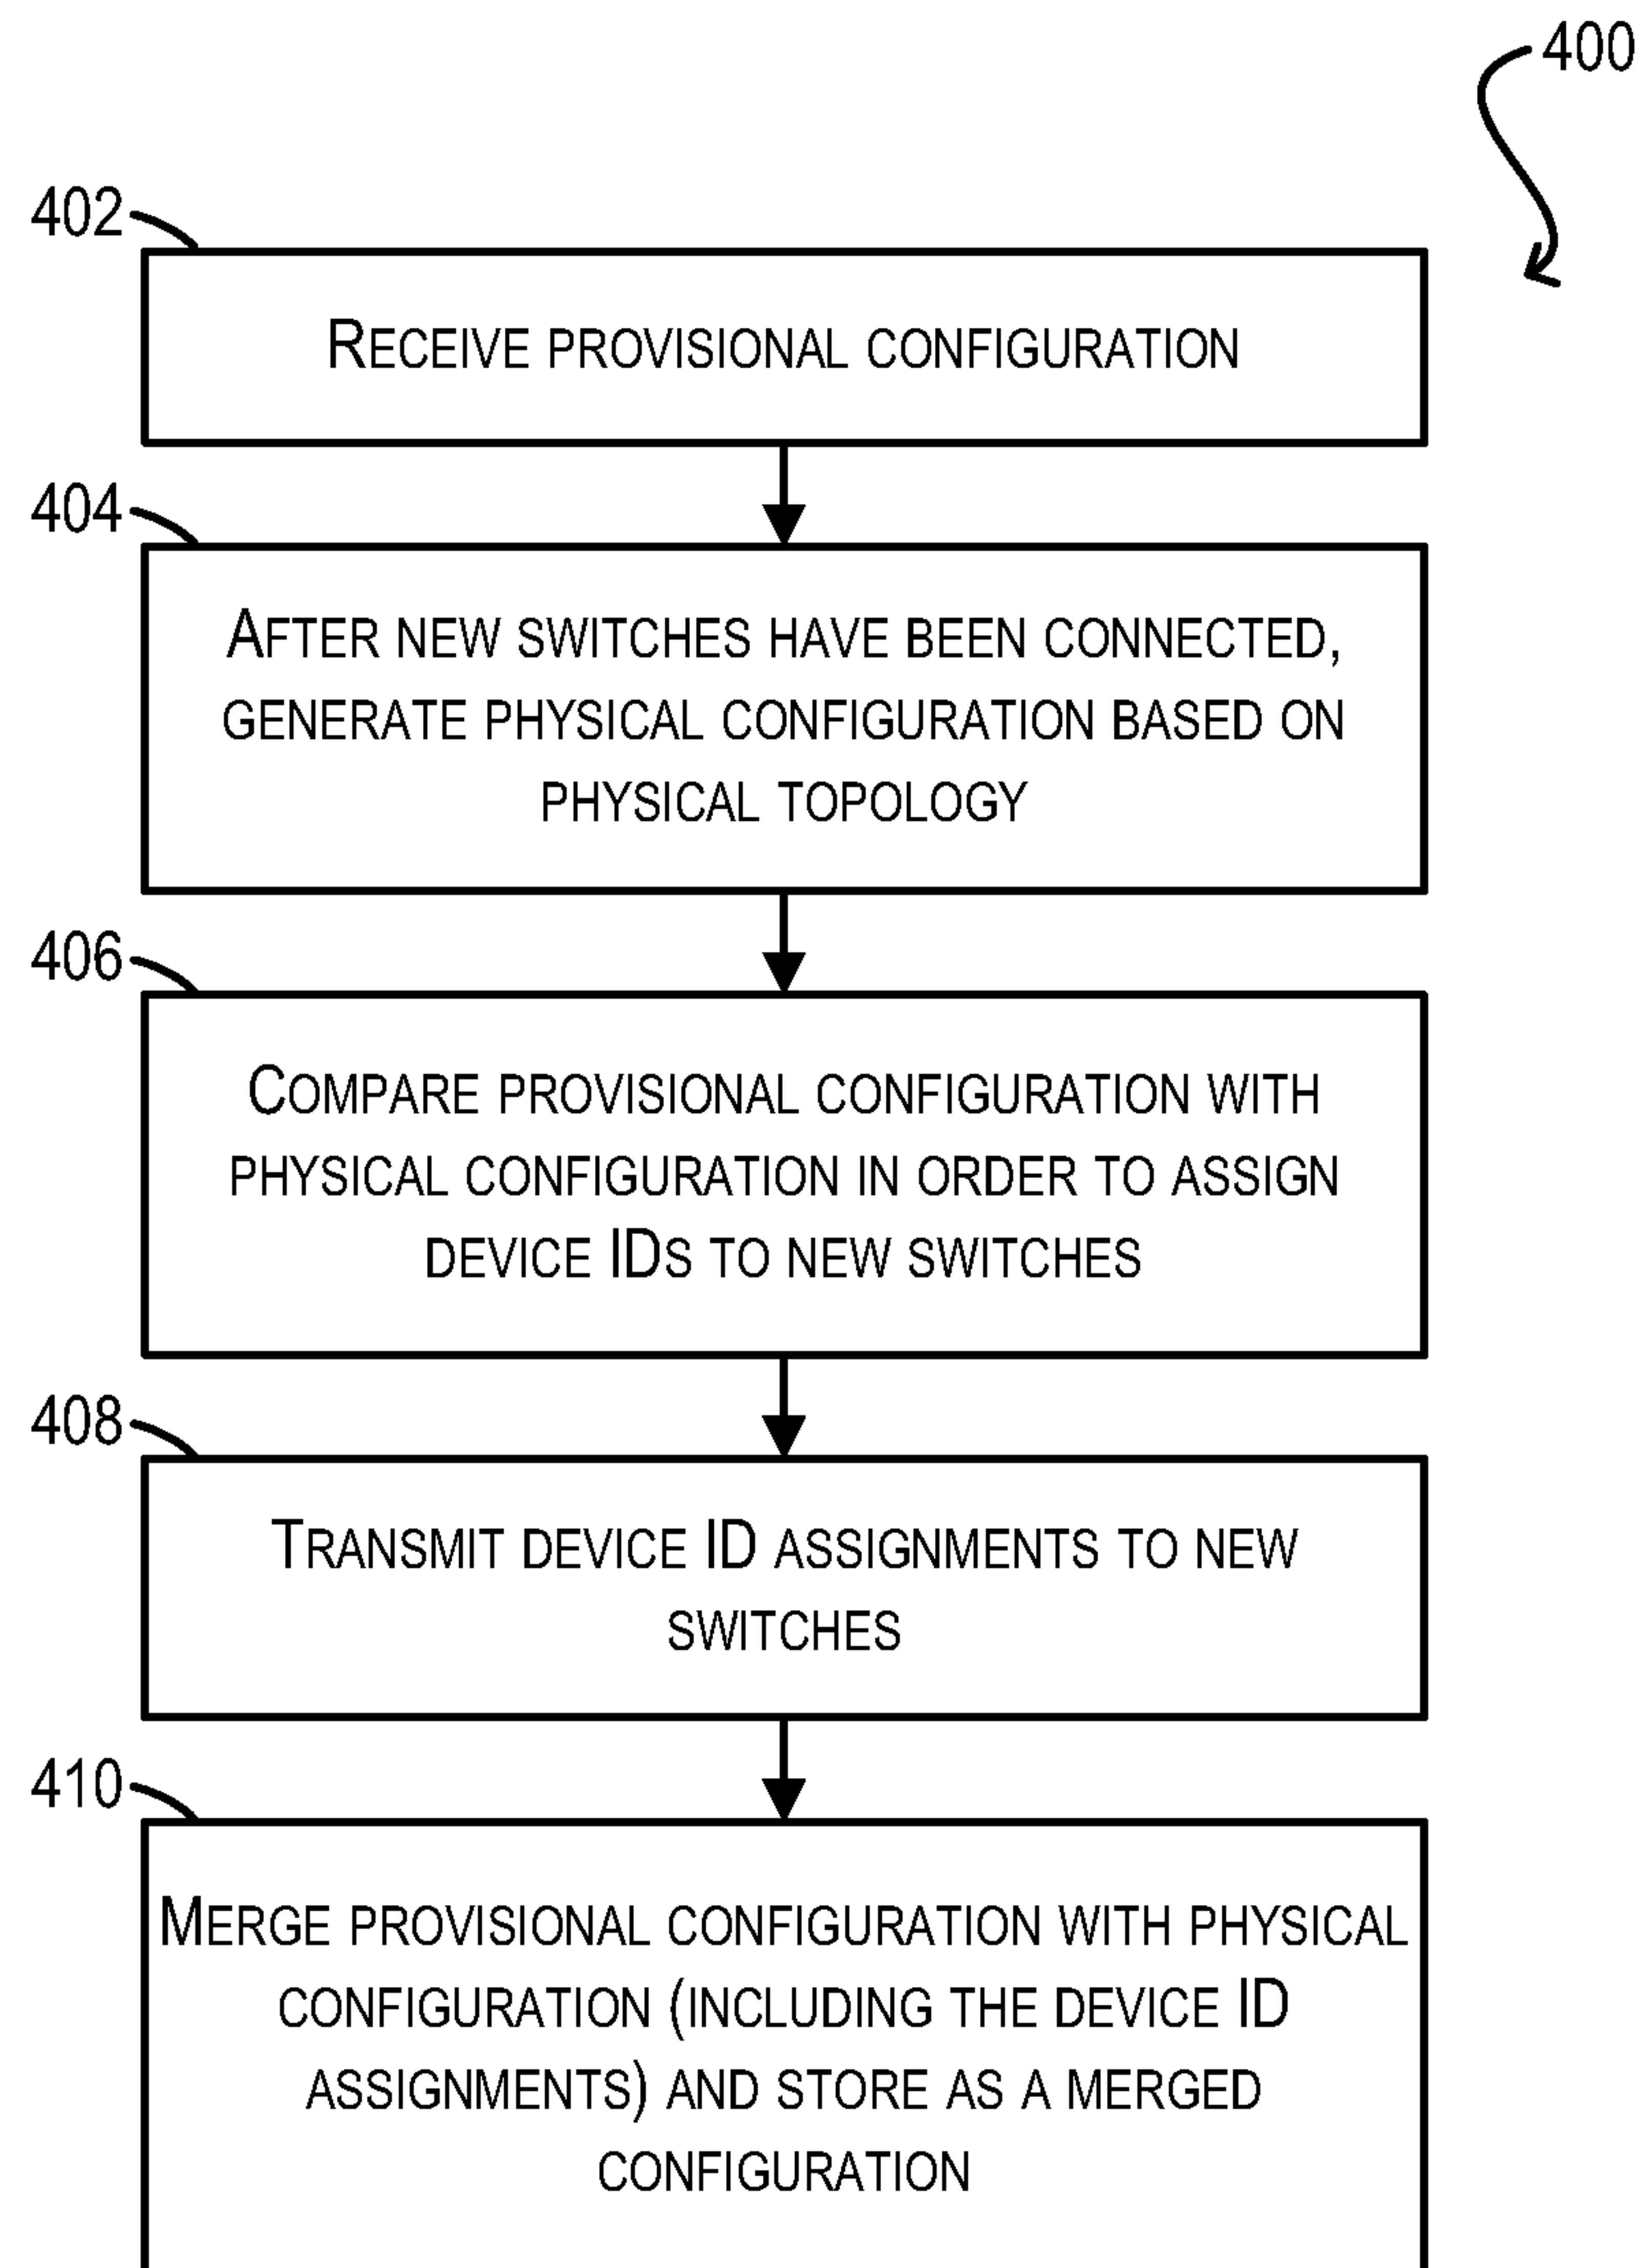 400
402
RECEIVE PROVISIONAL CONFIGURATION
404
AFTER NEW SWITCHES HAVE BEEN CONNECTED,
GENERATE PHYSICAL CONFIGURATION BASED ON
PHYSICAL TOPOLOGY
406
COMPARE PROVISIONAL CONFIGURATION WITH
PHYSICAL CONFIGURATION IN ORDER TO ASSIGN
DEVICE IDS TO NEW SWITCHES
408
TRANSMIT DEVICE ID ASSIGNMENTS TO NEW
SWITCHES
410
MERGE PROVISIONAL CONFIGURATION WITH PHYSICAL
CONFIGURATION (INCLUDING THE DEVICE ID
ASSIGNMENTS) AND STORE AS A MERGED
CONFIGURATION